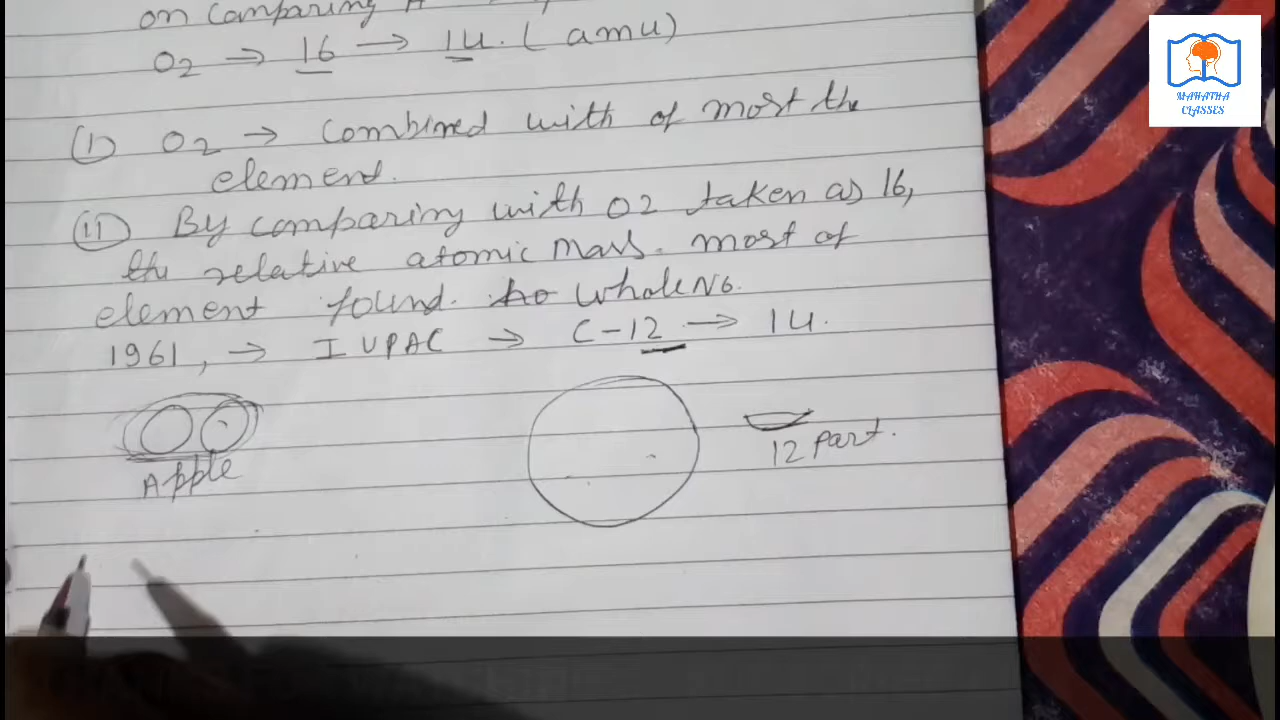 on comparing
O2 → 16 → 1u. ( amu)
(I) O2 → combined with of most the
element.
(II) By comparing with O2 taken as 16,
the relative atomic mass. most of
element found. to whole No.
1961, → IUPAC → C-12 → 1u.
Apple
12 part.
MAHATHA
CLASSES